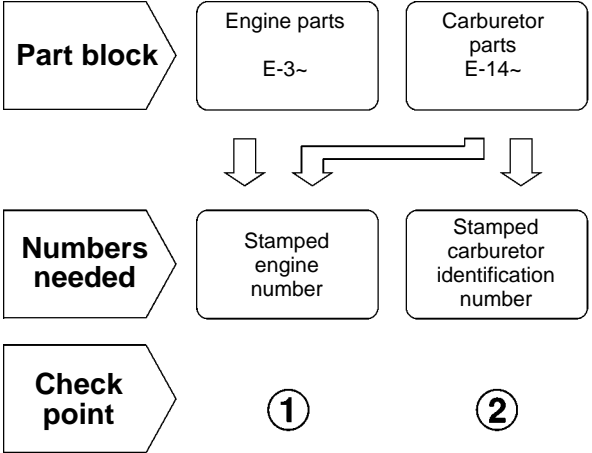 Part block
Engine parts
E-3~
Carburetor
parts
E-14~
Numbers
needed
Stamped
engine
number
Stamped
carburetor
identification
number
Check
point
①
②